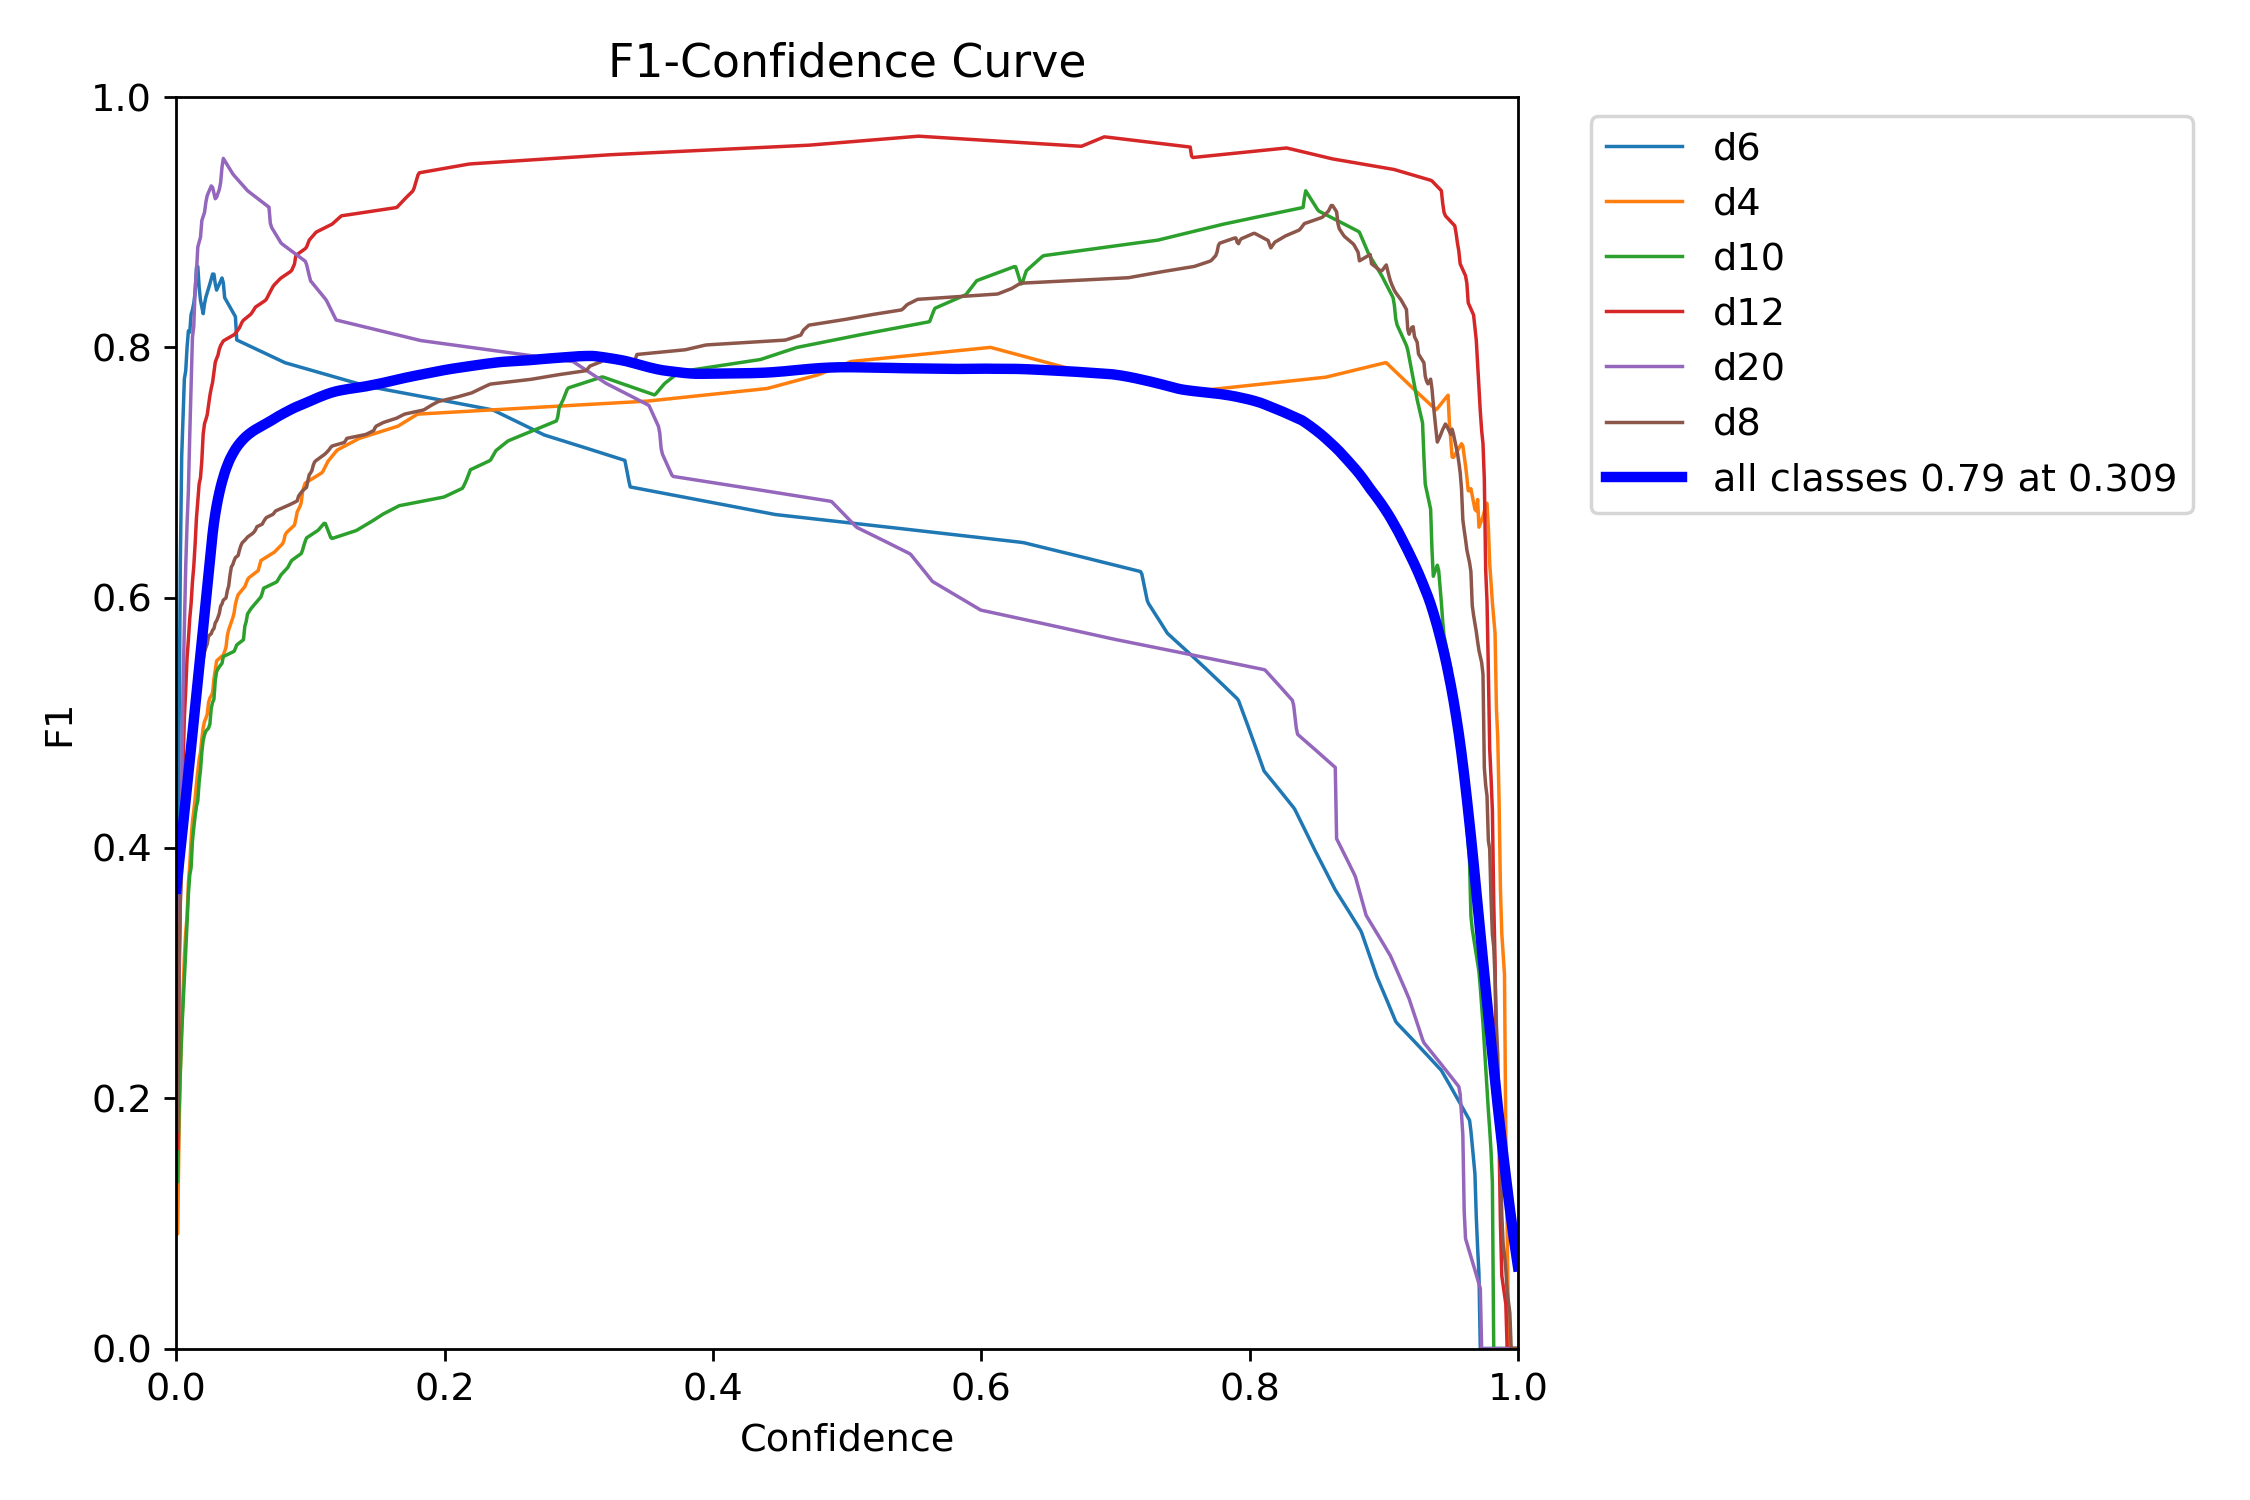 F1-Confidence Curve
1.0
0.8
0.6
0.4
0.2
0.0
F1
0.0 0.2 0.4 0.6 0.8 1.0
Confidence
d6
d4
d10
d12
d20
d8
all classes 0.79 at 0.309